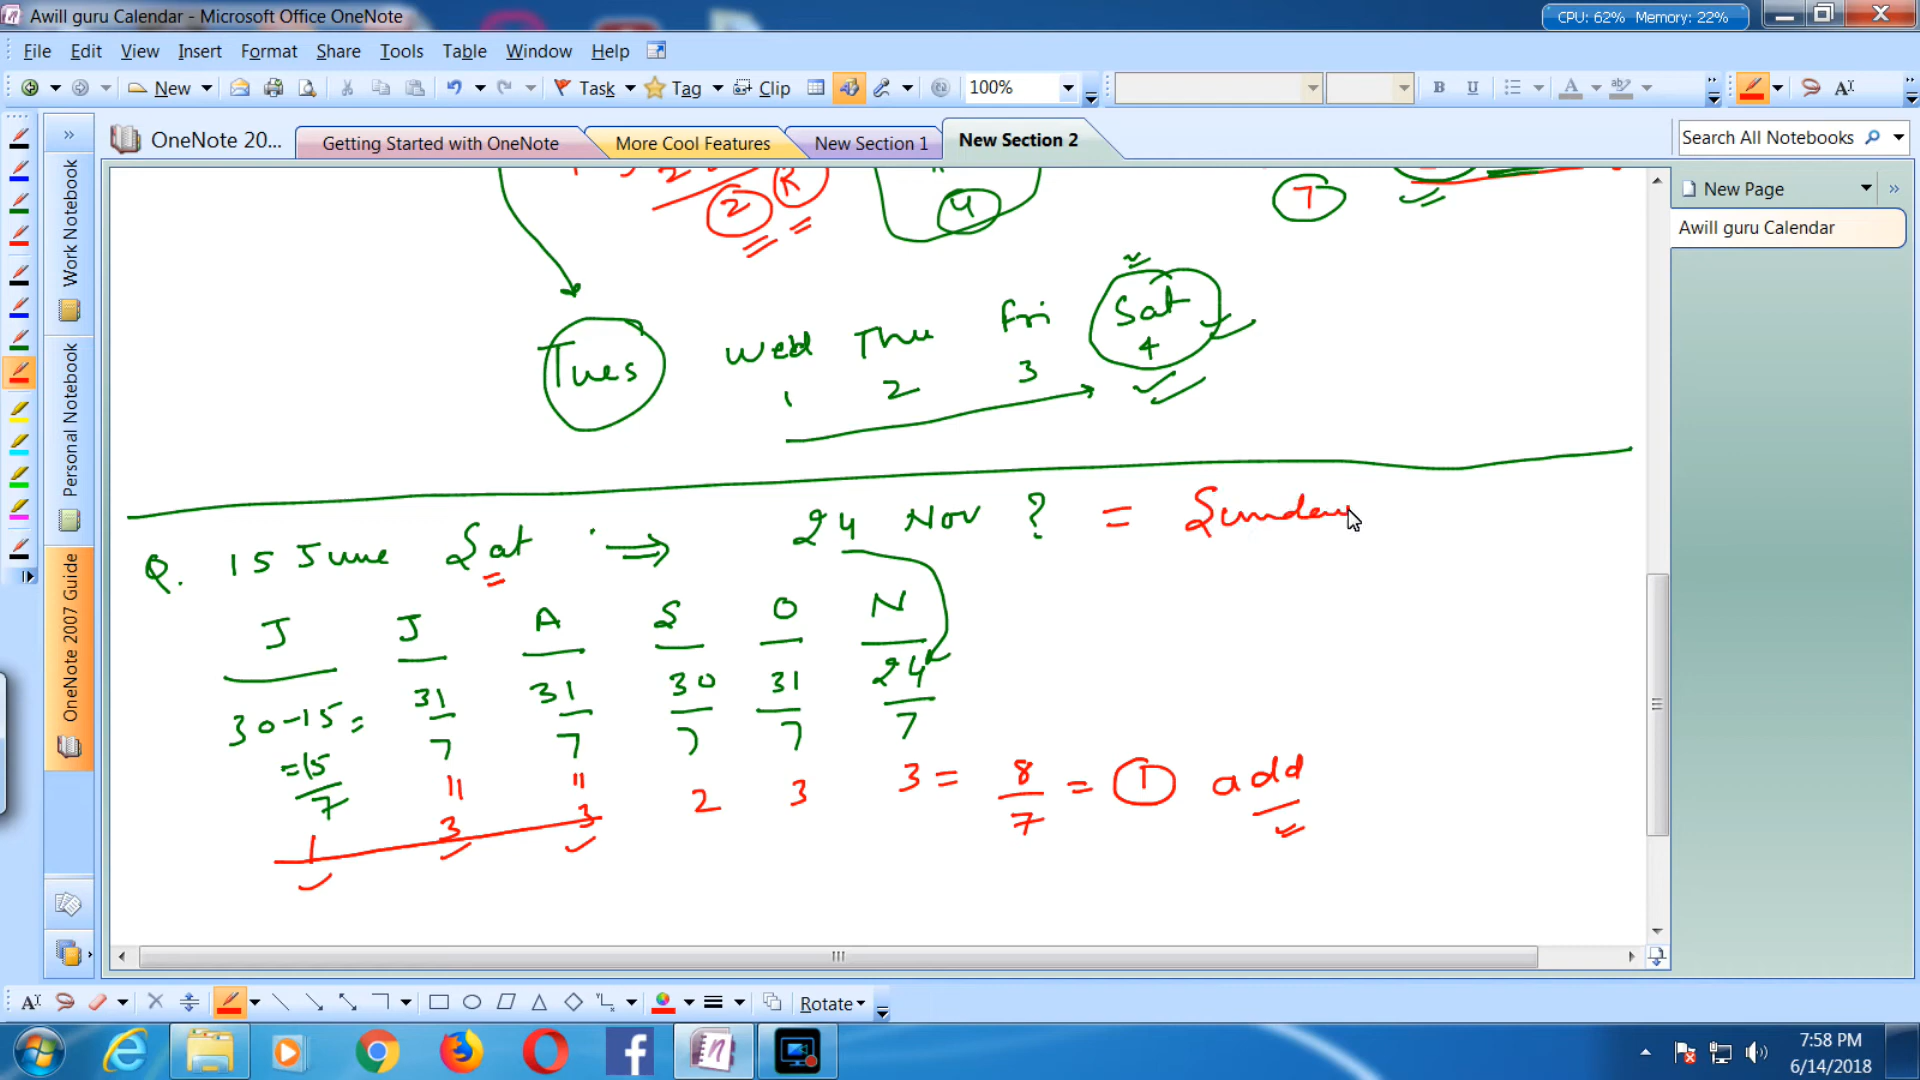 Awill guru Calendar - Microsoft Office OneNote
CPU: 62% Memory: 22%
File Edit View Insert Format Share Tools Table Window Help
New Task Tag Clip 100% B U A ab
OneNote 20... Getting Started with OneNote More Cool Features New Section 1 New Section 2
Search All Notebooks
New Page
Awill guru Calendar
Work Notebook
Personal Notebook
OneNote 2007 Guide
2 R 4 7
Tues Wed Thu Fri Sat
1 2 3 4
Q. 15 June Sat ⇒ 24 Nov ? = Sunday
J J A S O N
30-15= 31 31 30 31 24
=15 7 7 7 7 7
7 11 11 2 3 3 = 8/7 = 1 add
1 3 3
Rotate
7:58 PM
6/14/2018